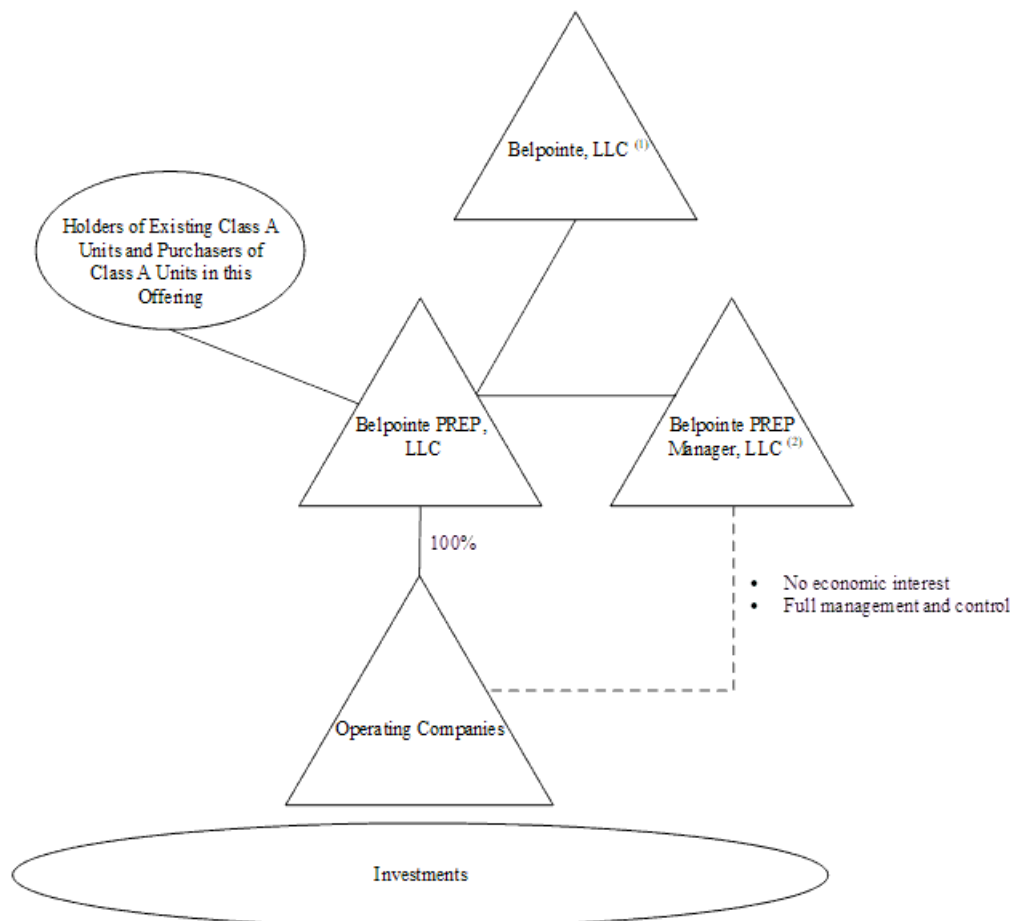 Belpointe, LLC (1)
Holders of Existing Class A
Units and Purchasers of
Class A Units in this
Offering
Belpointe PREP,
LLC
Belpointe PREP
Manager, LLC (2)
100%
• No economic interest
• Full management and control
Operating Companies
Investments